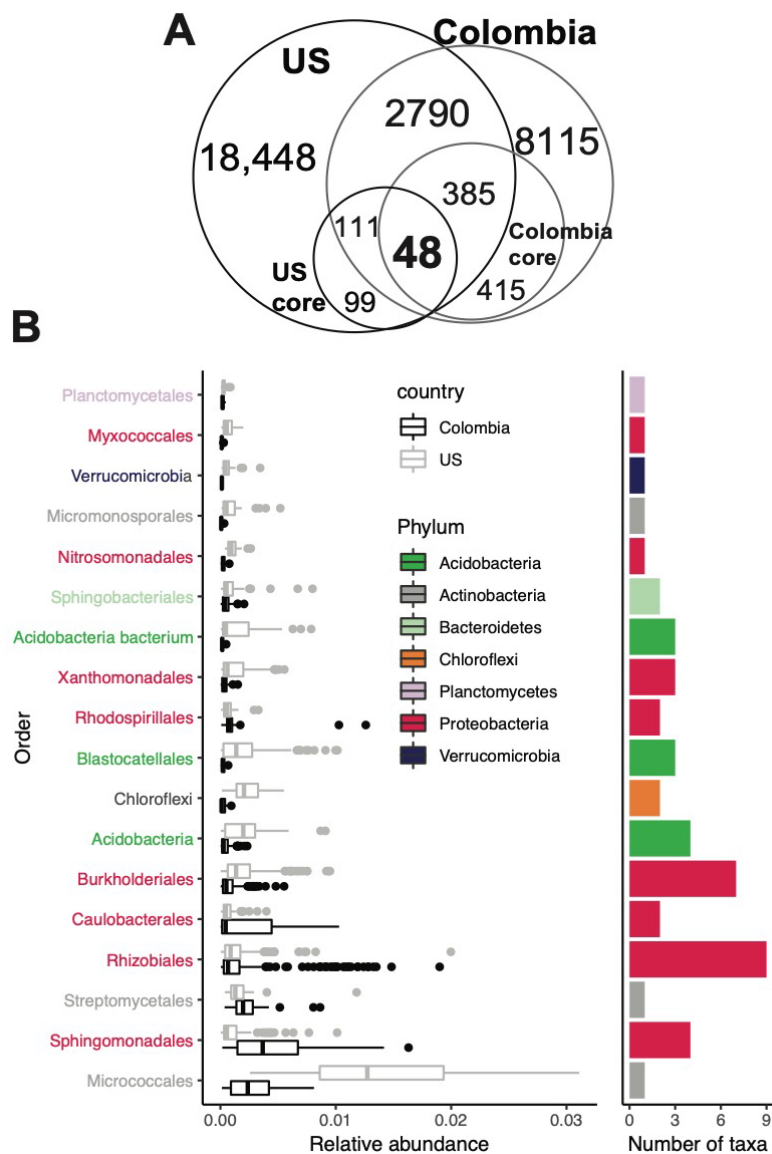 A
US
Colombia
2790
18,448
8115
385
111
48
Colombia
core
US
core
99
415
B
Order
Planctomycetales
Myxococcales
Verrucomicrobia
Micromonosporales
Nitrosomonadales
Sphingobacteriales
Acidobacteria bacterium
Xanthomonadales
Rhodospirillales
Blastocatellales
Chloroflexi
Acidobacteria
Burkholderiales
Caulobacterales
Rhizobiales
Streptomycetales
Sphingomonadales
Micrococcales
country
Colombia
US
Phylum
Acidobacteria
Actinobacteria
Bacteroidetes
Chloroflexi
Planctomycetes
Proteobacteria
Verrucomicrobia
0.00 0.01 0.02 0.03
Relative abundance
0 3 6 9
Number of taxa